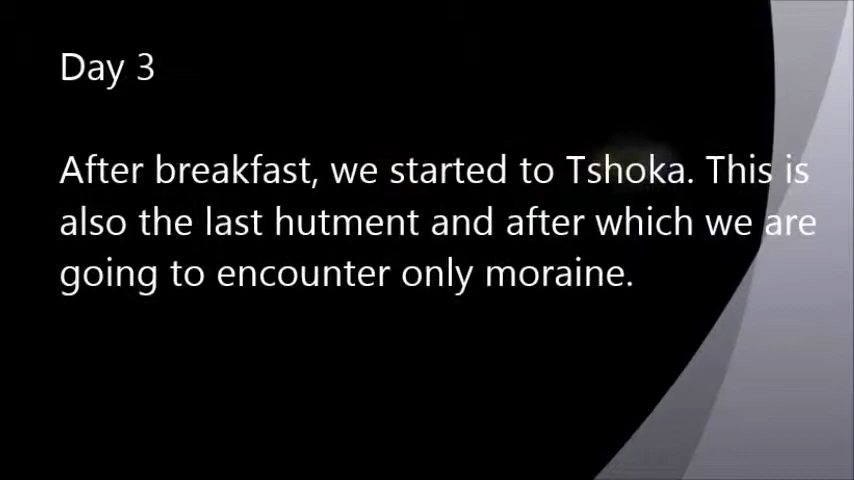 Day 3
After breakfast, we started to Tshoka. This is
also the last hutment and after which we are
going to encounter only moraine.